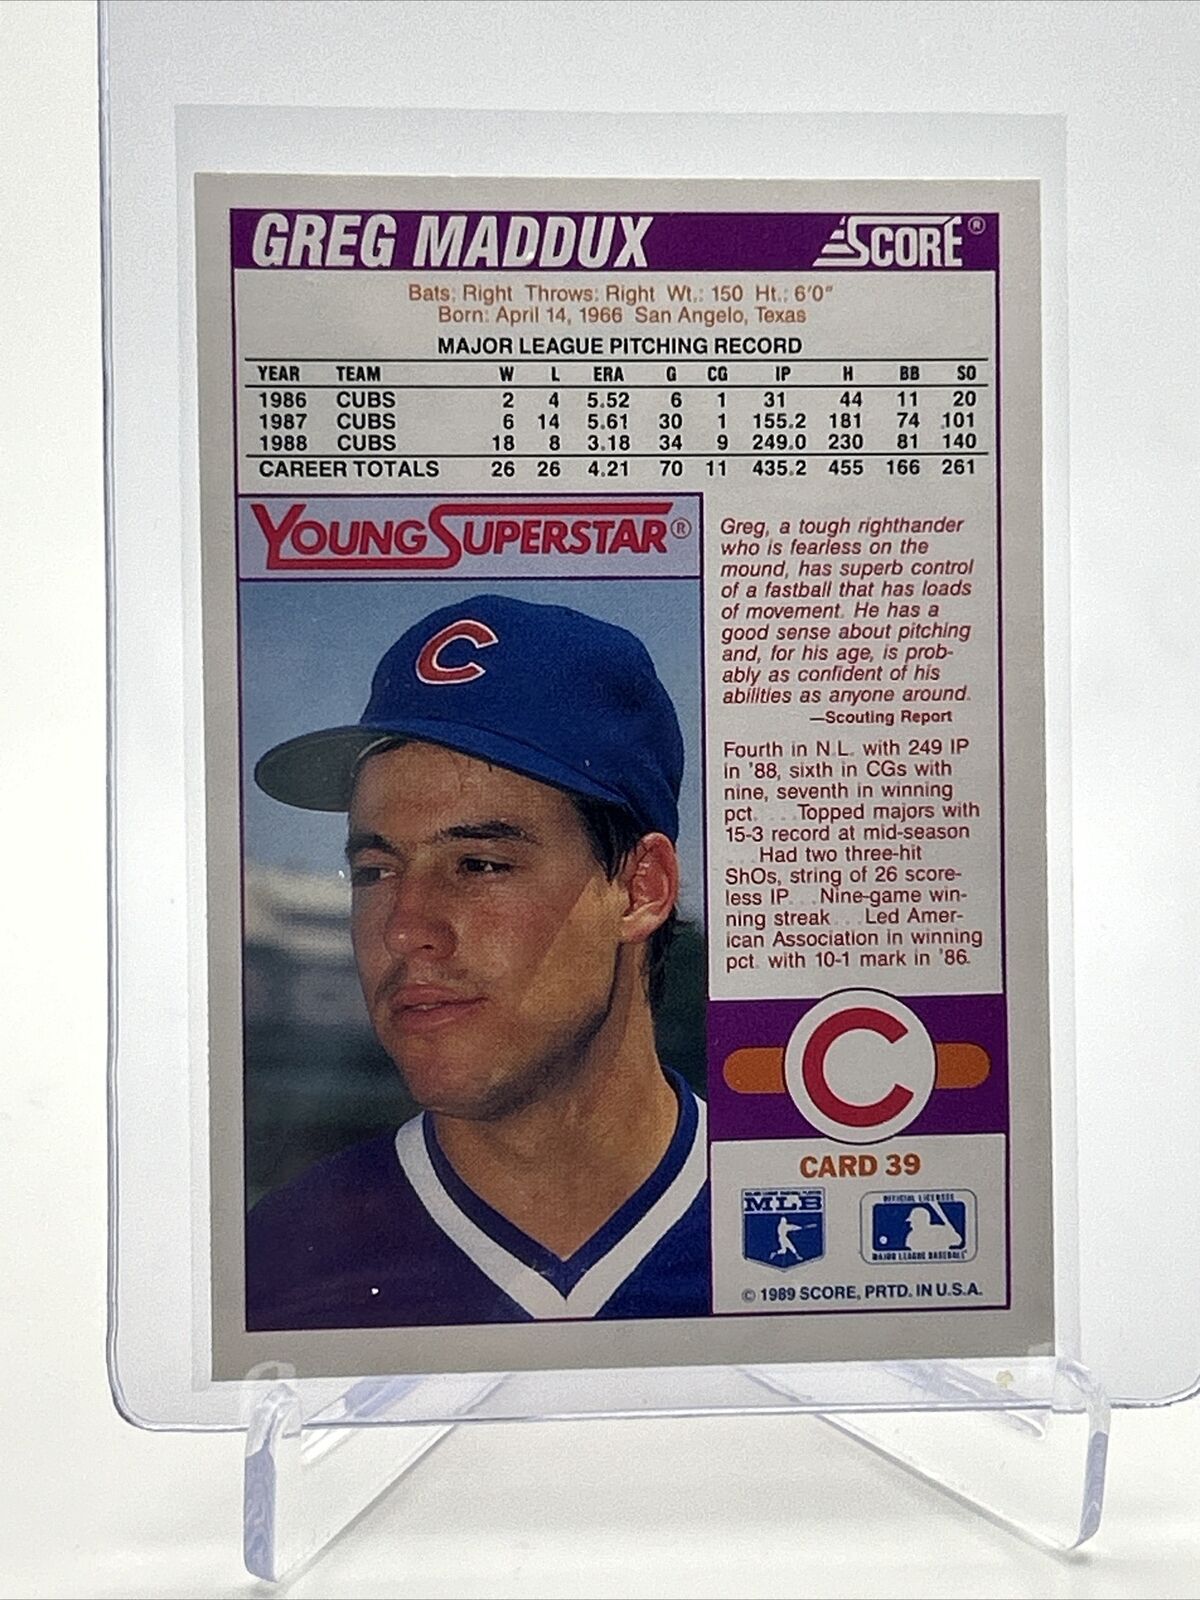 GREG MADDUX
SCORE®
Bats: Right Throws: Right Wt.: 150 Ht.: 6'0"
Born: April 14, 1966 San Angelo, Texas
MAJOR LEAGUE PITCHING RECORD
YEAR TEAM W L ERA G CG IP H BB SO
1986 CUBS 2 4 5.52 6 1 31 44 11 20
1987 CUBS 6 14 5.61 30 1 155.2 181 74 101
1988 CUBS 18 8 3.18 34 9 249.0 230 81 140
CAREER TOTALS 26 26 4.21 70 11 435.2 455 166 261
YOUNG SUPERSTAR®
C
Greg, a tough righthander
who is fearless on the
mound, has superb control
of a fastball that has loads
of movement. He has a
good sense about pitching
and, for his age, is prob-
ably as confident of his
abilities as anyone around.
—Scouting Report
Fourth in N.L. with 249 IP
in '88, sixth in CGs with
nine, seventh in winning
pct. ...Topped majors with
15-3 record at mid-season
...Had two three-hit
ShOs, string of 26 score-
less IP...Nine-game win-
ning streak...Led Amer-
ican Association in winning
pct. with 10-1 mark in '86.
C
CARD 39
MAJOR LEAGUE BASEBALL PLAYERS
MLB
OFFICIAL LICENSEE
MAJOR LEAGUE BASEBALL
© 1989 SCORE, PRTD. IN U.S.A.